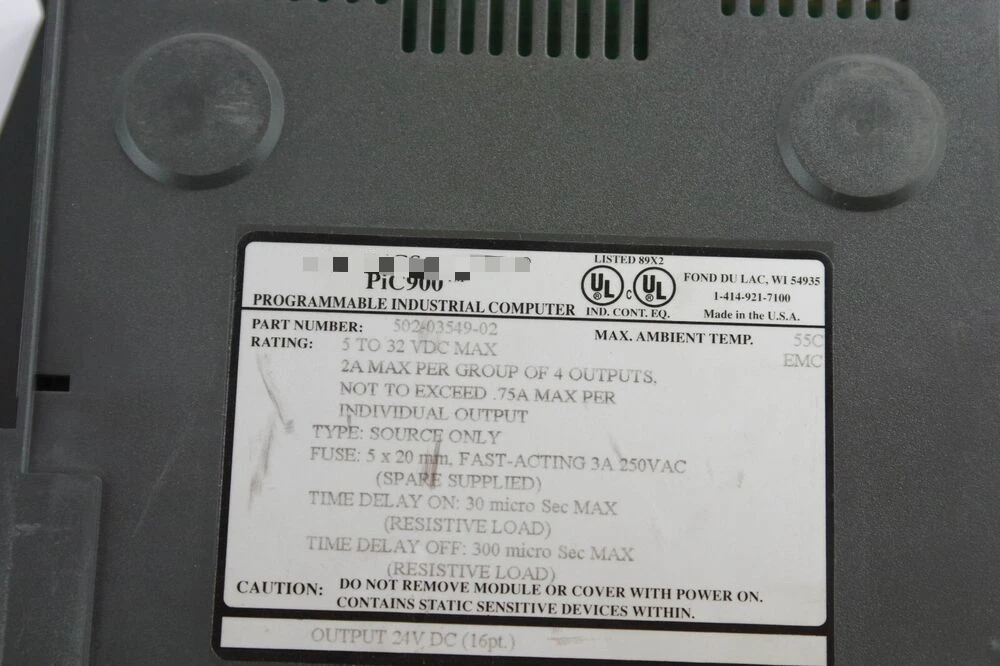 LISTED 89X2
PiC900™
UL ® C UL ®
FOND DU LAC, WI 54935
1-414-921-7100
PROGRAMMABLE INDUSTRIAL COMPUTER
IND. CONT. EQ.
Made in the U.S.A.
PART NUMBER: 502-03549-02
MAX. AMBIENT TEMP. 55C
RATING: 5 TO 32 VDC MAX
EMC
2A MAX PER GROUP OF 4 OUTPUTS,
NOT TO EXCEED .75A MAX PER
INDIVIDUAL OUTPUT
TYPE: SOURCE ONLY
FUSE: 5 x 20 mm, FAST-ACTING 3A 250VAC
(SPARE SUPPLIED)
TIME DELAY ON: 30 micro Sec MAX
(RESISTIVE LOAD)
TIME DELAY OFF: 300 micro Sec MAX
(RESISTIVE LOAD)
CAUTION: DO NOT REMOVE MODULE OR COVER WITH POWER ON.
CONTAINS STATIC SENSITIVE DEVICES WITHIN.
OUTPUT 24V DC (16pt.)